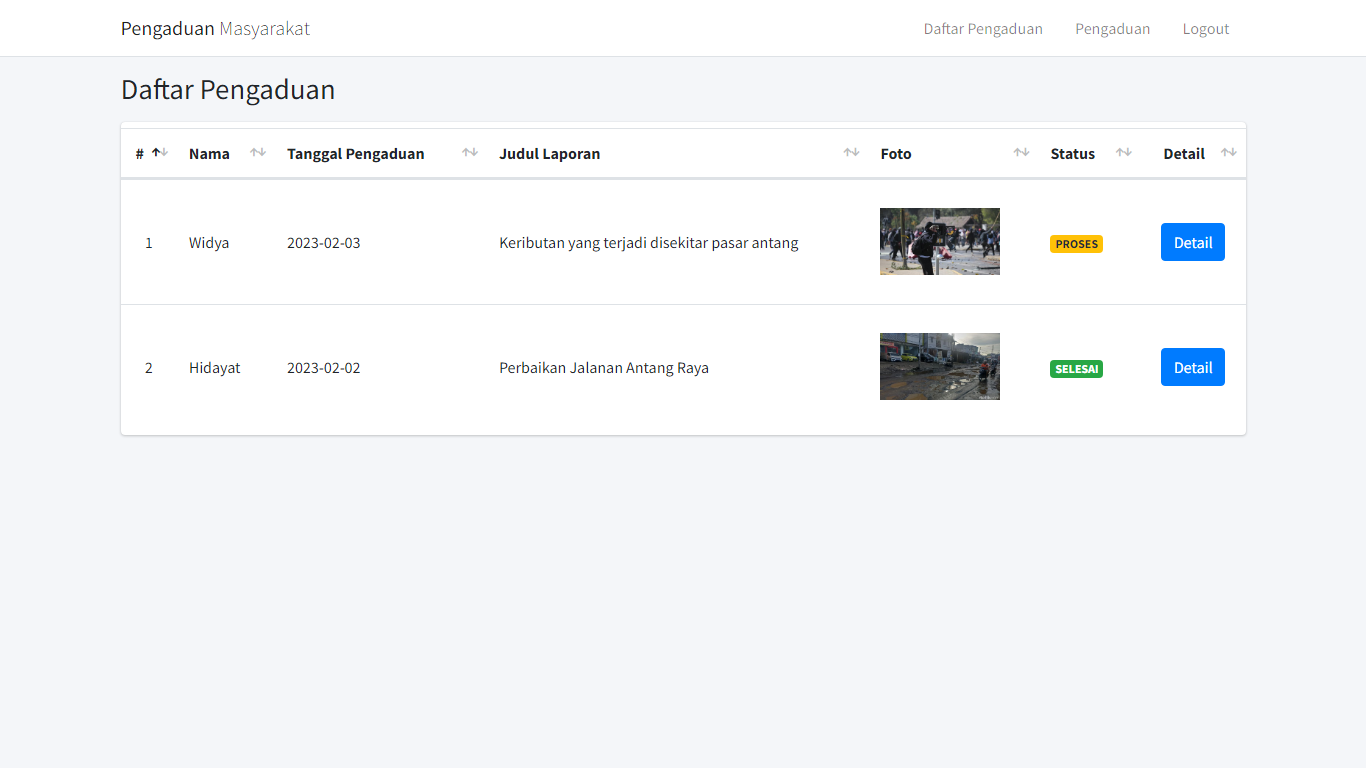 Pengaduan Masyarakat Daftar Pengaduan Pengaduan Logout
Daftar Pengaduan
# Nama Tanggal Pengaduan Judul Laporan Foto Status Detail
1 Widya 2023-02-03 Keributan yang terjadi disekitar pasar antang PROSES Detail
2 Hidayat 2023-02-02 Perbaikan Jalanan Antang Raya SELESAI Detail